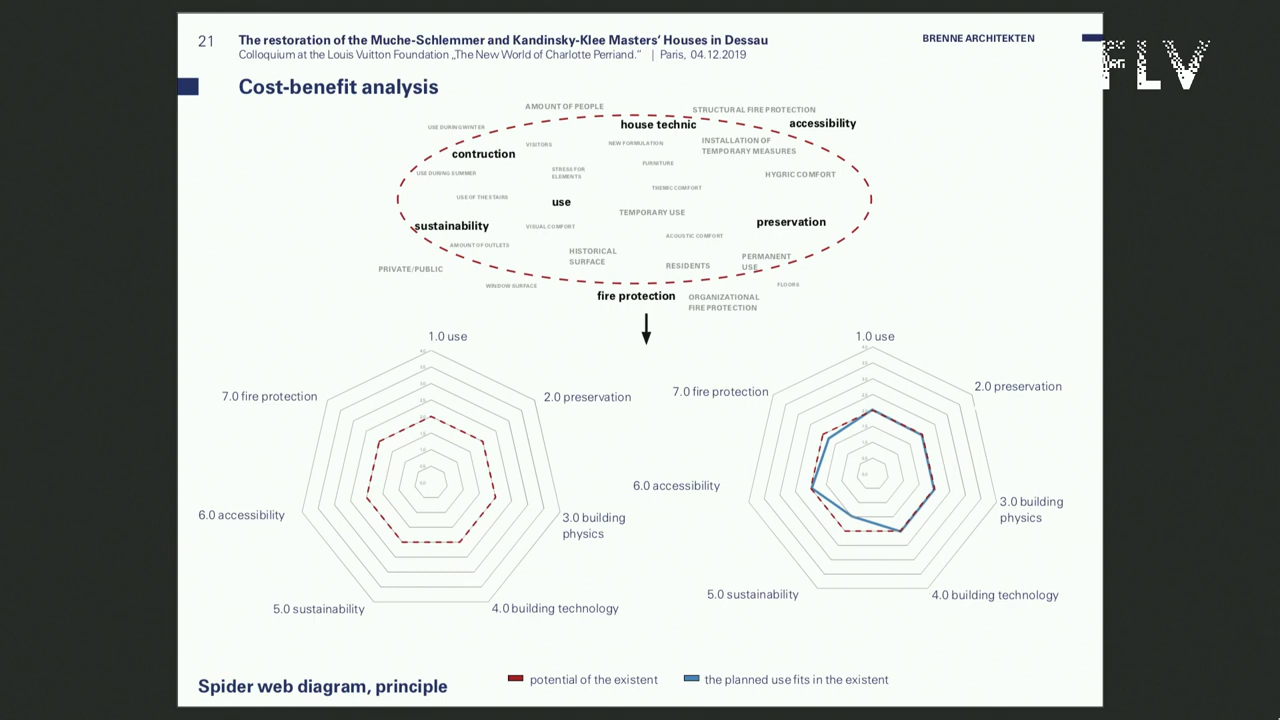 21
The restoration of the Muche-Schlemmer and Kandinsky-Klee Masters' Houses in Dessau
BRENNE ARCHITEKTEN
Colloquium at the Louis Vuitton Foundation „The New World of Charlotte Perriand.“ | Paris, 04.12.2019
FLV
Cost-benefit analysis
AMOUNT OF PEOPLE
STRUCTURAL FIRE PROTECTION
USE DURING WINTER
house technic
accessibility
VISITORS
NEW FORMULATION
INSTALLATION OF
TEMPORARY MEASURES
contruction
FURNITURE
USE DURING SUMMER
STRESS FOR
ELEMENTS
HYGRIC COMFORT
THEMIC COMFORT
USE OF THE STAIRS
use
TEMPORARY USE
sustainability
VISUAL COMFORT
preservation
ACOUSTIC COMFORT
AMOUNT OF OUTLETS
HISTORICAL
SURFACE
PERMANENT
USE
PRIVATE/PUBLIC
RESIDENTS
WINDOW SURFACE
FLOORS
fire protection
ORGANIZATIONAL
FIRE PROTECTION
1.0 use
7.0 fire protection
2.0 preservation
6.0 accessibility
3.0 building
physics
5.0 sustainability
4.0 building technology
1.0 use
7.0 fire protection
2.0 preservation
6.0 accessibility
3.0 building
physics
5.0 sustainability
4.0 building technology
Spider web diagram, principle
potential of the existent
the planned use fits in the existent